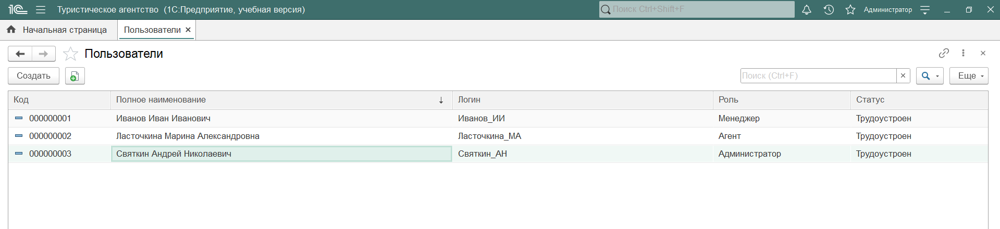 1С Туристическое агентство (1С:Предприятие, учебная версия) Поиск Ctrl+Shift+F Администратор
Начальная страница Пользователи
Пользователи
Создать Поиск (Ctrl+F) Еще
Код Полное наименование Логин Роль Статус
000000001 Иванов Иван Иванович Иванов_ИИ Менеджер Трудоустроен
000000002 Ласточкина Марина Александровна Ласточкина_МА Агент Трудоустроен
000000003 Святкин Андрей Николаевич Святкин_АН Администратор Трудоустроен